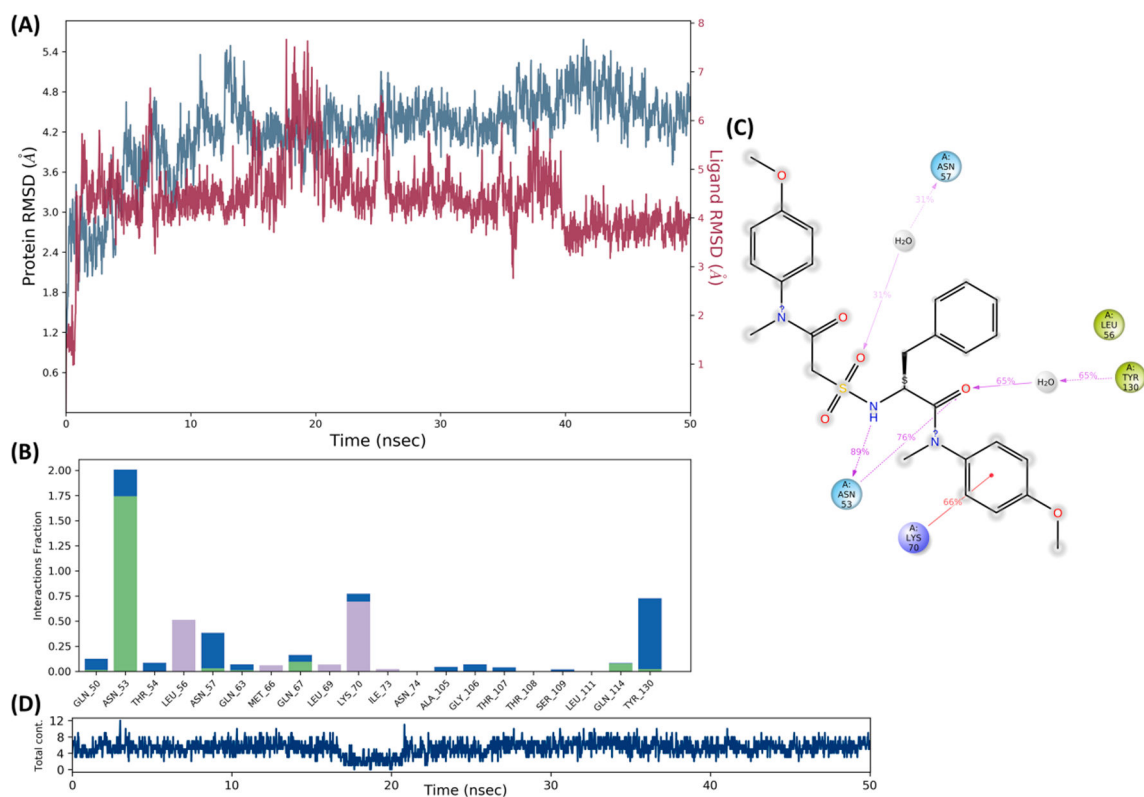 (A)
5.4
4.8
4.2
3.6
3.0
2.4
1.8
1.2
0.6
Protein RMSD (Å)
8
7
6
5
4
3
2
1
Ligand RMSD (Å)
0 10 20 30 40 50
Time (nsec)
(B)
2.00
1.75
1.50
1.25
1.00
0.75
0.50
0.25
0.00
Interactions Fraction
GLN_50
ASN_53
THR_54
LEU_56
ASN_57
GLN_63
MET_66
GLN_67
LEU_69
LYS_70
ILE_73
ASN_74
ALA_105
GLY_106
THR_107
THR_108
SER_109
LEU_111
GLN_114
TYR_130
(C)
A:
ASN
57
31%
H₂O
31%
O
N
?
O
O
S
O
N
H
S
O
65%
H₂O
65%
A:
LEU
56
A:
TYR
130
89%
76%
N
?
A:
ASN
53
66%
A:
LYS
70
O
(D)
12
8
4
0
Total cont.
0 10 20 30 40 50
Time (nsec)